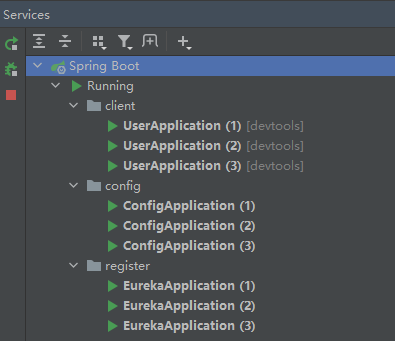 Services
Spring Boot
Running
client
UserApplication (1) [devtools]
UserApplication (2) [devtools]
UserApplication (3) [devtools]
config
ConfigApplication (1)
ConfigApplication (2)
ConfigApplication (3)
register
EurekaApplication (1)
EurekaApplication (2)
EurekaApplication (3)